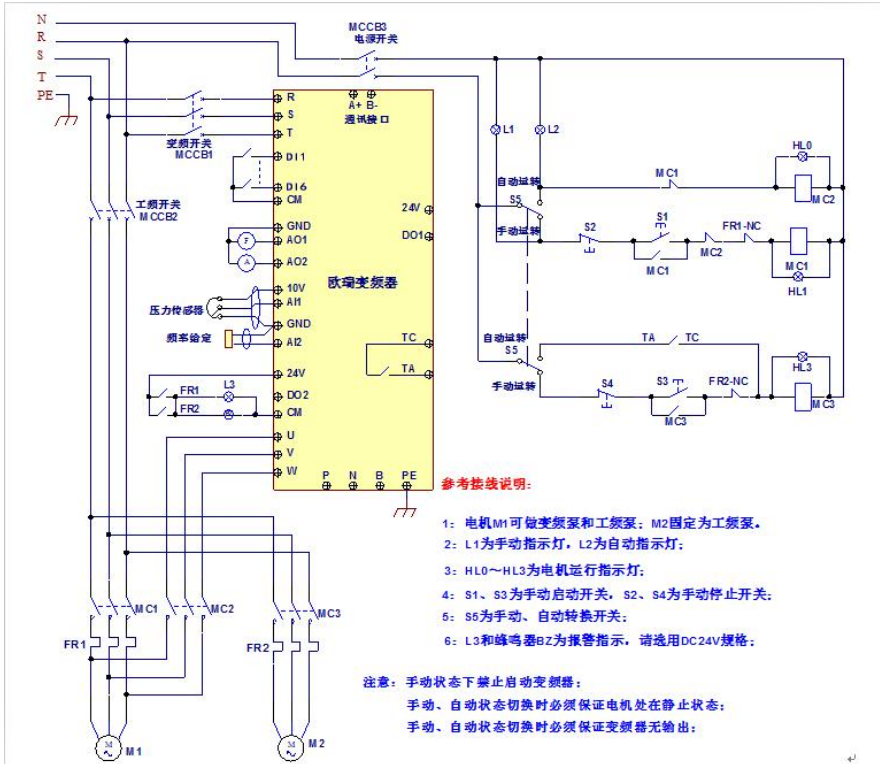 N
R
S
T
PE
MCCB3
电源开关
变频开关
MCCB1
工频开关
MCCB2
R
S
T
DI1
DI6
CM
GND
AO1
F
AO2
A
10V
AI1
压力传感器
GND
频率给定
AI2
24V
FR1
L3
DO2
FR2
CM
U
V
W
A+ B-
通讯接口
24V
DO1
欧瑞变频器
TC
TA
P
N
B
PE
L1
L2
自动运转
S5
手动运转
MC1
HL0
MC2
S2
S1
MC1
MC2
FR1-NC
MC1
HL1
自动运转
S5
手动运转
TA
TC
S4
S3
MC3
FR2-NC
HL3
MC3
MC1
MC2
MC3
FR1
FR2
M
M1
M
M2
参考接线说明:
1: 电机M1可做变频泵和工频泵; M2固定为工频泵。
2: L1为手动指示灯, L2为自动指示灯;
3: HL0～HL3为电机运行指示灯;
4: S1、S3为手动启动开关, S2、S4为手动停止开关;
5: S5为手动、自动转换开关;
6: L3和蜂鸣器BZ为报警指示, 请选用DC24V规格;
注意: 手动状态下禁止启动变频器;
手动、自动状态切换时必须保证电机处在静止状态;
手动、自动状态切换时必须保证变频器无输出;